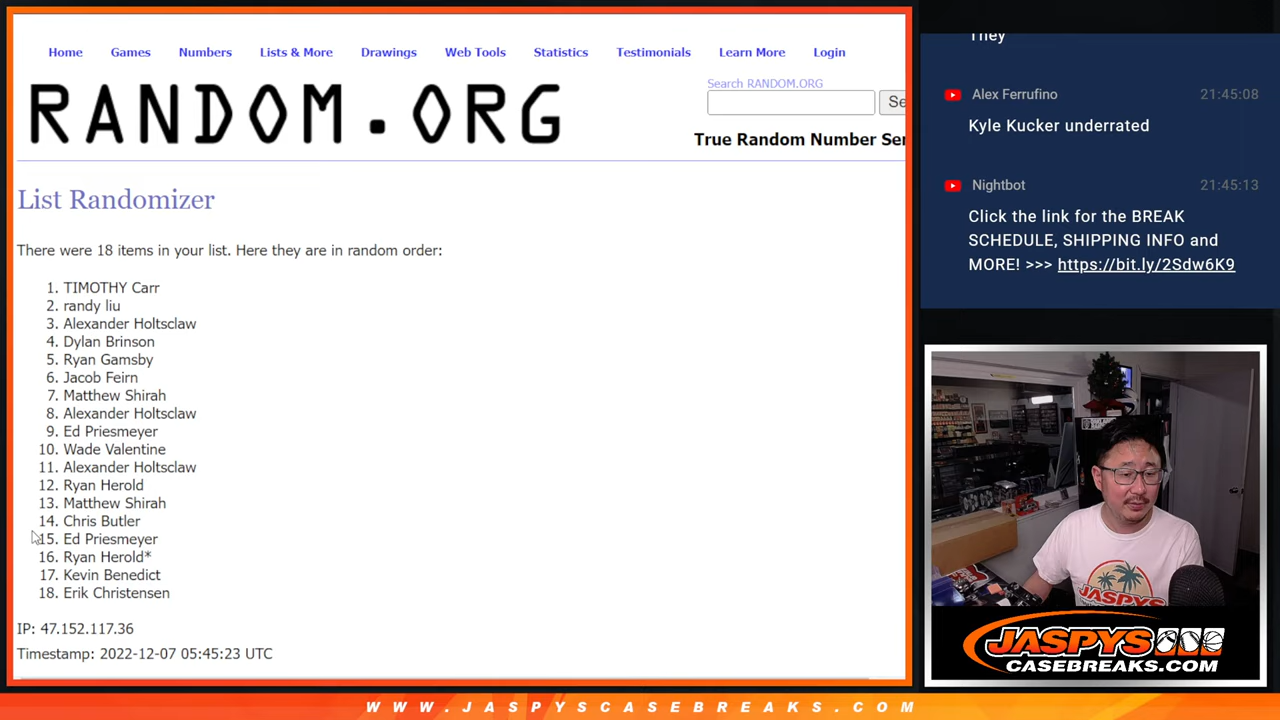 Home Games Numbers Lists & More Drawings Web Tools Statistics Testimonials Learn More Login
Search RANDOM.ORG
RANDOM.ORG
True Random Number Ser
List Randomizer
There were 18 items in your list. Here they are in random order:
1. TIMOTHY Carr
2. randy liu
3. Alexander Holtsclaw
4. Dylan Brinson
5. Ryan Gamsby
6. Jacob Feirn
7. Matthew Shirah
8. Alexander Holtsclaw
9. Ed Priesmeyer
10. Wade Valentine
11. Alexander Holtsclaw
12. Ryan Herold
13. Matthew Shirah
14. Chris Butler
15. Ed Priesmeyer
16. Ryan Herold*
17. Kevin Benedict
18. Erik Christensen
IP: 47.152.117.36
Timestamp: 2022-12-07 05:45:23 UTC
They
Alex Ferrufino 21:45:08
Kyle Kucker underrated
Nightbot 21:45:13
Click the link for the BREAK
SCHEDULE, SHIPPING INFO and
MORE! >>> https://bit.ly/2Sdw6K9
JASPYS
JASPYS
CASEBREAKS.COM
WWW.JASPYSCASEBREAKS.COM